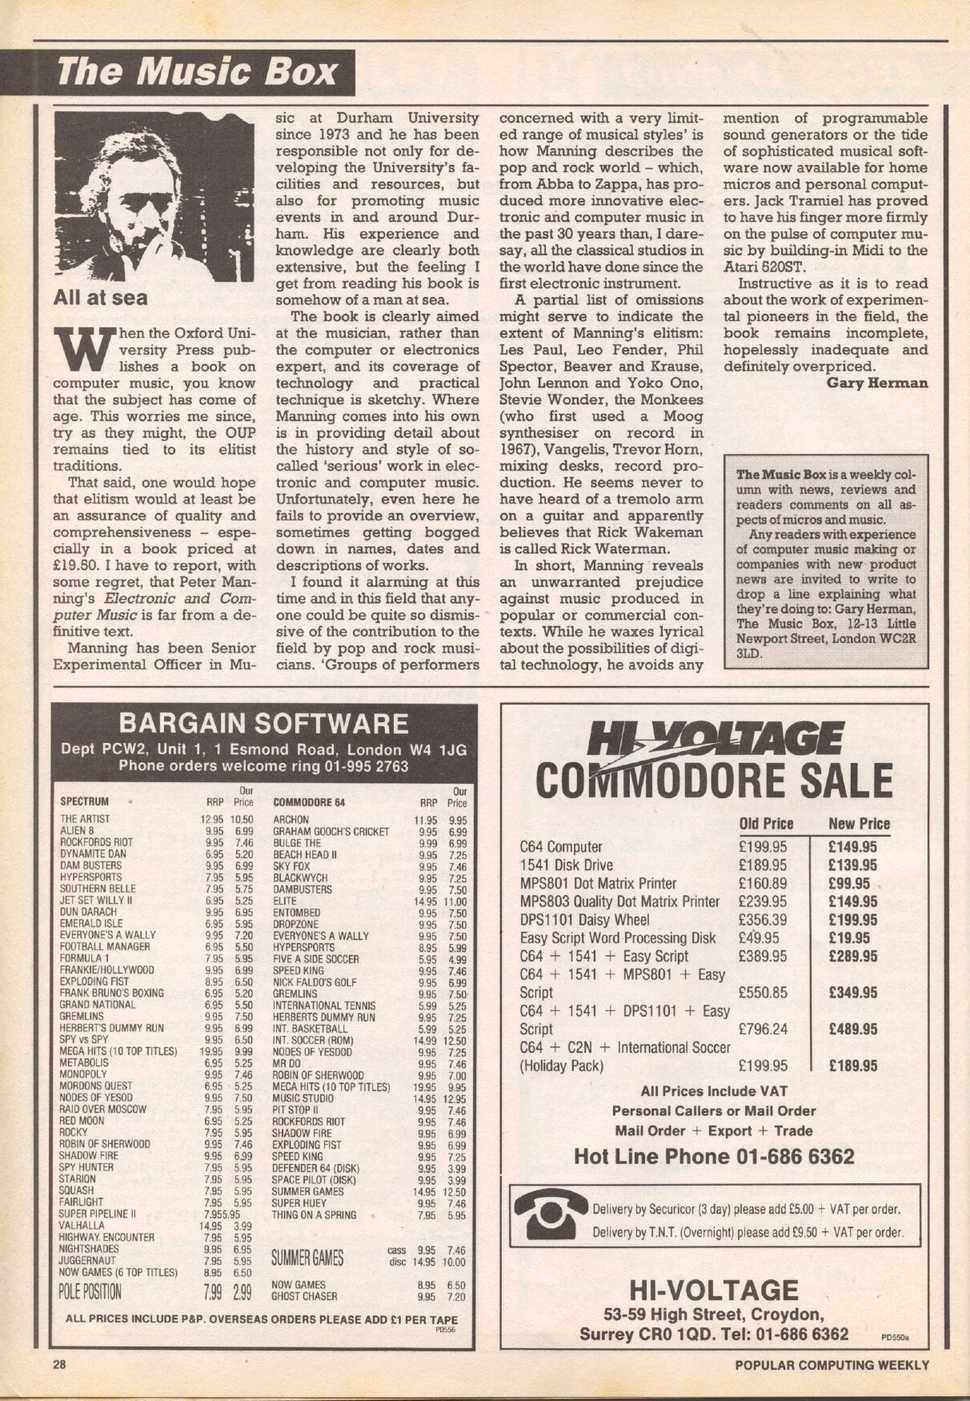 The Music Box
All at sea
When the Oxford Uni-
versity Press pub-
lishes a book on
computer music, you know
that the subject has come of
age. This worries me since,
try as they might, the OUP
remains tied to its elitist
traditions.
That said, one would hope
that elitism would at least be
an assurance of quality and
comprehensiveness – espe-
cially in a book priced at
£19.50. I have to report, with
some regret, that Peter Man-
ning's Electronic and Com-
puter Music is far from a de-
finitive text.
Manning has been Senior
Experimental Officer in Mu-
sic at Durham University
since 1973 and he has been
responsible not only for de-
veloping the University's fa-
cilities and resources, but
also for promoting music
events in and around Dur-
ham. His experience and
knowledge are clearly both
extensive, but the feeling I
get from reading his book is
somehow of a man at sea.
The book is clearly aimed
at the musician, rather than
the computer or electronics
expert, and its coverage of
technology and practical
technique is sketchy. Where
Manning comes into his own
is in providing detail about
the history and style of so-
called 'serious' work in elec-
tronic and computer music.
Unfortunately, even here he
fails to provide an overview,
sometimes getting bogged
down in names, dates and
descriptions of works.
I found it alarming at this
time and in this field that any-
one could be quite so dismis-
sive of the contribution to the
field by pop and rock musi-
cians. 'Groups of performers
concerned with a very limit-
ed range of musical styles' is
how Manning describes the
pop and rock world – which,
from Abba to Zappa, has pro-
duced more innovative elec-
tronic and computer music in
the past 30 years than, I dare-
say, all the classical studios in
the world have done since the
first electronic instrument.
A partial list of omissions
might serve to indicate the
extent of Manning's elitism:
Les Paul, Leo Fender, Phil
Spector, Beaver and Krause,
John Lennon and Yoko Ono,
Stevie Wonder, the Monkees
(who first used a Moog
synthesiser on record in
1967), Vangelis, Trevor Horn,
mixing desks, record pro-
duction. He seems never to
have heard of a tremolo arm
on a guitar and apparently
believes that Rick Wakeman
is called Rick Waterman.
In short, Manning reveals
an unwarranted prejudice
against music produced in
popular or commercial con-
texts. While he waxes lyrical
about the possibilities of digi-
tal technology, he avoids any
mention of programmable
sound generators or the tide
of sophisticated musical soft-
ware now available for home
micros and personal comput-
ers. Jack Tramiel has proved
to have his finger more firmly
on the pulse of computer mu-
sic by building-in Midi to the
Atari 520ST.
Instructive as it is to read
about the work of experimen-
tal pioneers in the field, the
book remains incomplete,
hopelessly inadequate and
definitely overpriced.
Gary Herman
The Music Box is a weekly col-
umn with news, reviews and
readers comments on all as-
pects of micros and music.
Any readers with experience
of computer music making or
companies with new product
news are invited to write to
drop a line explaining what
they're doing to: Gary Herman,
The Music Box, 12-13 Little
Newport Street, London WC2R
3LD.
BARGAIN SOFTWARE
Dept PCW2, Unit 1, 1 Esmond Road, London W4 1JG
Phone orders welcome ring 01-995 2763
SPECTRUM RRP Our Price
THE ARTIST 12.95 10.50
ALIEN 8 9.95 6.99
ROCKFORDS RIOT 9.95 7.46
DYNAMITE DAN 6.95 5.20
DAM BUSTERS 9.95 6.99
HYPERSPORTS 7.95 5.95
SOUTHERN BELLE 7.95 5.75
JET SET WILLY II 6.95 5.25
DUN DARACH 9.95 6.95
EMERALD ISLE 6.95 5.95
EVERYONE'S A WALLY 9.95 7.20
FOOTBALL MANAGER 6.95 5.50
FORMULA 1 7.95 5.95
FRANKIE/HOLLYWOOD 9.95 6.99
EXPLODING FIST 8.95 6.50
FRANK BRUNO'S BOXING 6.95 5.20
GRAND NATIONAL 6.95 5.50
GREMLINS 9.95 7.50
HERBERT'S DUMMY RUN 9.95 6.99
SPY vs SPY 9.95 6.50
MEGA HITS (10 TOP TITLES) 19.95 9.99
METABOLIS 6.95 5.25
MONOPOLY 9.95 7.46
MORDONS QUEST 6.95 5.25
NODES OF YESOD 9.95 7.50
RAID OVER MOSCOW 7.95 5.95
RED MOON 6.95 5.25
ROCKY 7.95 5.95
ROBIN OF SHERWOOD 9.95 7.46
SHADOW FIRE 9.95 6.99
SPY HUNTER 7.95 5.95
STARION 7.95 5.95
SQUASH 7.95 5.95
FAIRLIGHT 7.95 5.95
SUPER PIPELINE II 7.955.95
VALHALLA 14.95 3.99
HIGHWAY ENCOUNTER 7.95 5.95
NIGHTSHADES 9.95 6.95
JUGGERNAUT 7.95 5.95
NOW GAMES (6 TOP TITLES) 8.95 6.50
POLE POSITION 7.99 2.99
COMMODORE 64 RRP Our Price
ARCHON 11.95 9.95
GRAHAM GOOCH'S CRICKET 9.95 6.99
BULGE THE 9.99 6.99
BEACH HEAD II 9.95 7.25
SKY FOX 9.95 7.46
BLACKWYCH 9.95 7.25
DAMBUSTERS 9.95 7.50
ELITE 14.95 11.00
ENTOMBED 9.95 7.50
DROPZONE 9.95 7.50
EVERYONE'S A WALLY 9.95 7.50
HYPERSPORTS 8.95 5.99
FIVE A SIDE SOCCER 5.95 4.99
SPEED KING 9.95 7.46
NICK FALDO'S GOLF 9.95 6.99
GREMLINS 9.95 7.50
INTERNATIONAL TENNIS 5.99 5.25
HERBERTS DUMMY RUN 9.95 7.25
INT. BASKETBALL 5.99 5.25
INT. SOCCER (ROM) 14.99 12.50
NODES OF YESDOD 9.95 7.25
MR DO 9.95 7.46
ROBIN OF SHERWOOD 9.95 7.00
MECA HITS (10 TOP TITLES) 19.95 9.95
MUSIC STUDIO 14.95 12.95
PIT STOP II 9.95 7.46
ROCKFORDS RIOT 9.95 7.46
SHADOW FIRE 9.95 6.99
EXPLODING FIST 9.95 6.99
SPEED KING 9.95 7.25
DEFENDER 64 (DISK) 9.95 3.99
SPACE PILOT (DISK) 9.95 3.99
SUMMER GAMES 14.95 12.50
SUPER HUEY 9.95 7.46
THING ON A SPRING 7.95 5.95
SUMMER GAMES cass 9.95 7.46
disc 14.95 10.00
NOW GAMES 8.95 6.50
GHOST CHASER 9.95 7.20
ALL PRICES INCLUDE P&P. OVERSEAS ORDERS PLEASE ADD £1 PER TAPE
PD556
HI-VOLTAGE
COMMODORE SALE
Old Price New Price
C64 Computer £199.95 £149.95
1541 Disk Drive £189.95 £139.95
MPS801 Dot Matrix Printer £160.89 £99.95
MPS803 Quality Dot Matrix Printer £239.95 £149.95
DPS1101 Daisy Wheel £356.39 £199.95
Easy Script Word Processing Disk £49.95 £19.95
C64 + 1541 + Easy Script £389.95 £289.95
C64 + 1541 + MPS801 + Easy
Script £550.85 £349.95
C64 + 1541 + DPS1101 + Easy
Script £796.24 £489.95
C64 + C2N + International Soccer
(Holiday Pack) £199.95 £189.95
All Prices Include VAT
Personal Callers or Mail Order
Mail Order + Export + Trade
Hot Line Phone 01-686 6362
Delivery by Securicor (3 day) please add £5.00 + VAT per order.
Delivery by T.N.T. (Overnight) please add £9.50 + VAT per order.
HI-VOLTAGE
53-59 High Street, Croydon,
Surrey CR0 1QD. Tel: 01-686 6362
PD550a
28
POPULAR COMPUTING WEEKLY